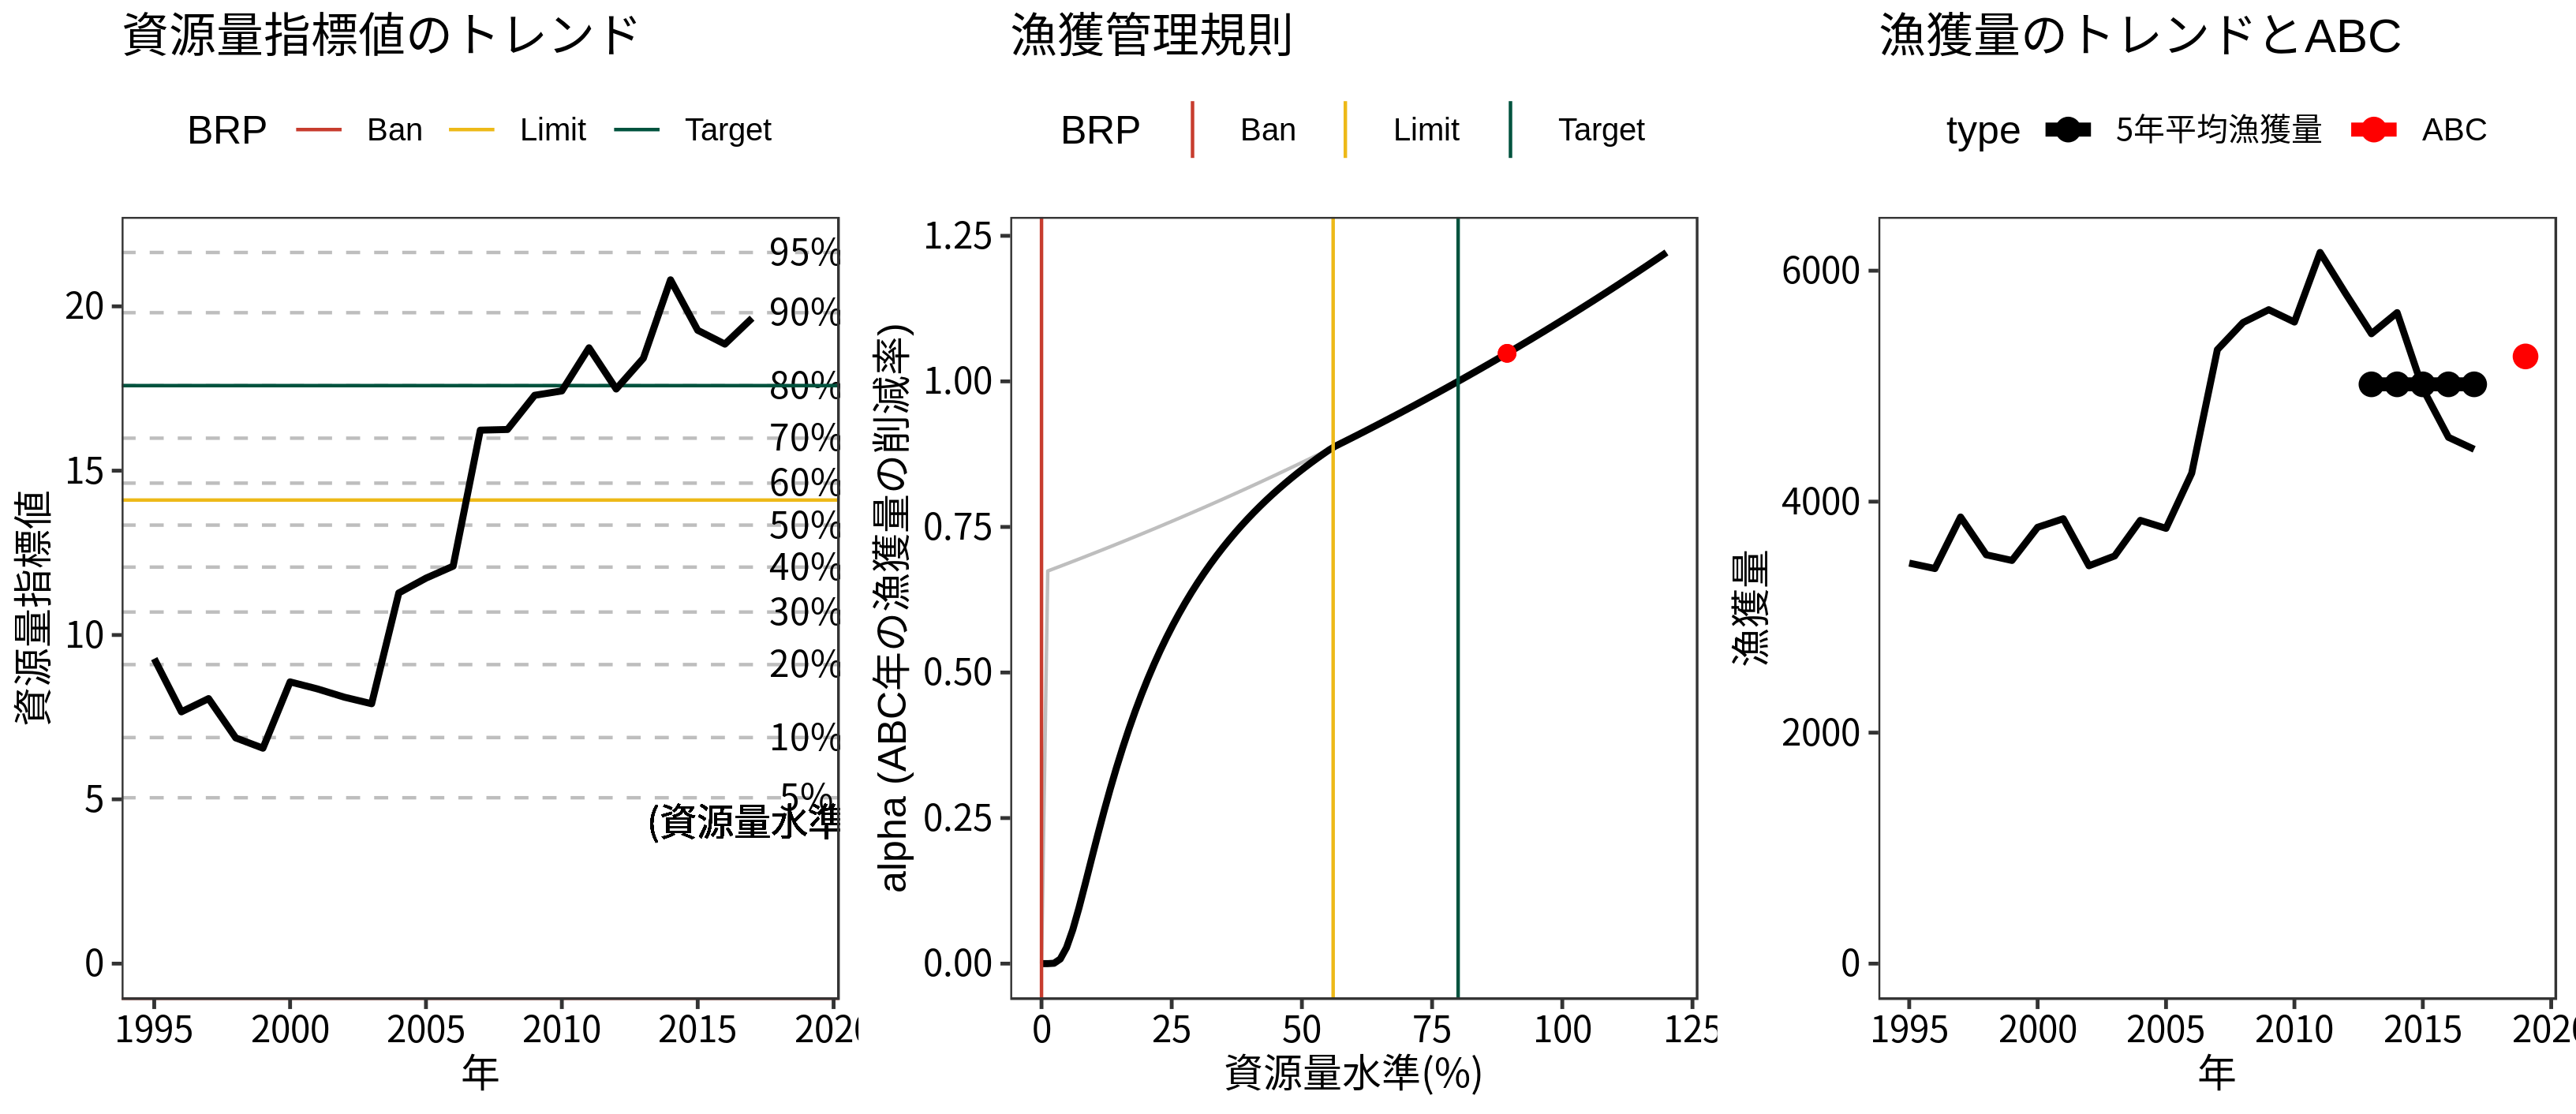 資源量指標値のトレンド
BRP Ban Limit Target
資源量指標値
20
15
10
5
0
95%
90%
80%
70%
60%
50%
40%
30%
20%
10%
5%
(資源量水準
1995 2000 2005 2010 2015 202
年
漁獲管理規則
BRP Ban Limit Target
alpha (ABC年の漁獲量の削減率)
1.25
1.00
0.75
0.50
0.25
0.00
0 25 50 75 100 125
資源量水準(%)
漁獲量のトレンドとABC
type 5年平均漁獲量 ABC
漁獲量
6000
4000
2000
0
1995 2000 2005 2010 2015 202
年